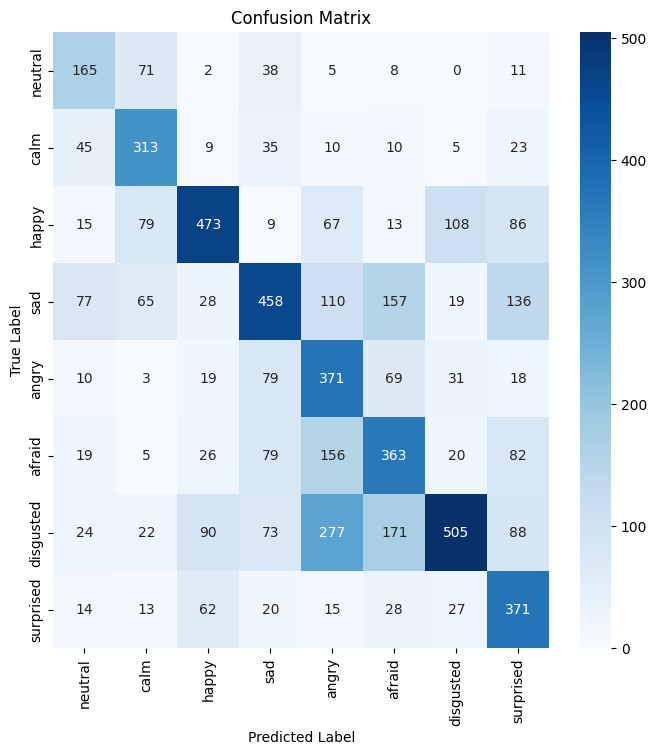 Confusion Matrix
True Label
neutral 165 71 2 38 5 8 0 11
calm 45 313 9 35 10 10 5 23
happy 15 79 473 9 67 13 108 86
sad 77 65 28 458 110 157 19 136
angry 10 3 19 79 371 69 31 18
afraid 19 5 26 79 156 363 20 82
disgusted 24 22 90 73 277 171 505 88
surprised 14 13 62 20 15 28 27 371
neutral calm happy sad angry afraid disgusted surprised
Predicted Label
500
400
300
200
100
0